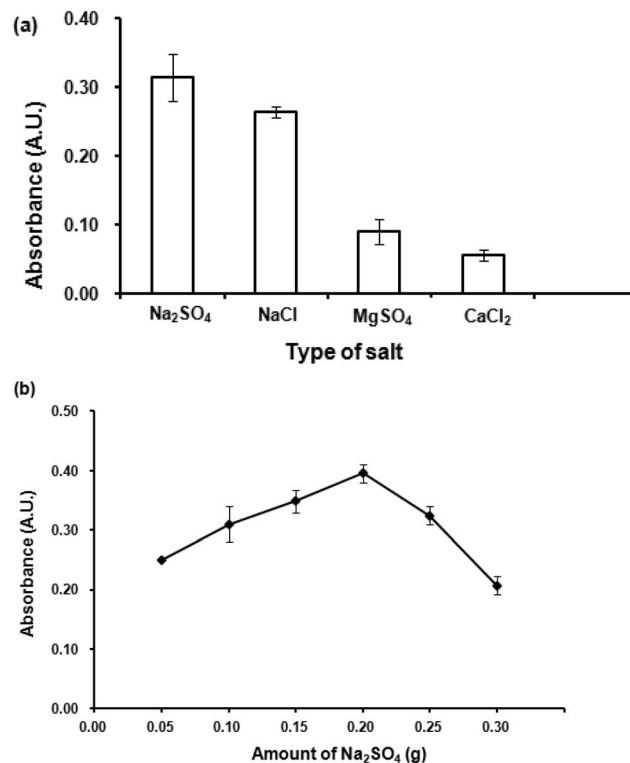 (a)
0.40
0.30
0.20
0.10
0.00
Absorbance (A.U.)
Na₂SO₄ NaCl MgSO₄ CaCl₂
Type of salt
(b)
0.50
0.40
0.30
0.20
0.10
0.00
Absorbance (A.U.)
0.00 0.05 0.10 0.15 0.20 0.25 0.30
Amount of Na₂SO₄ (g)